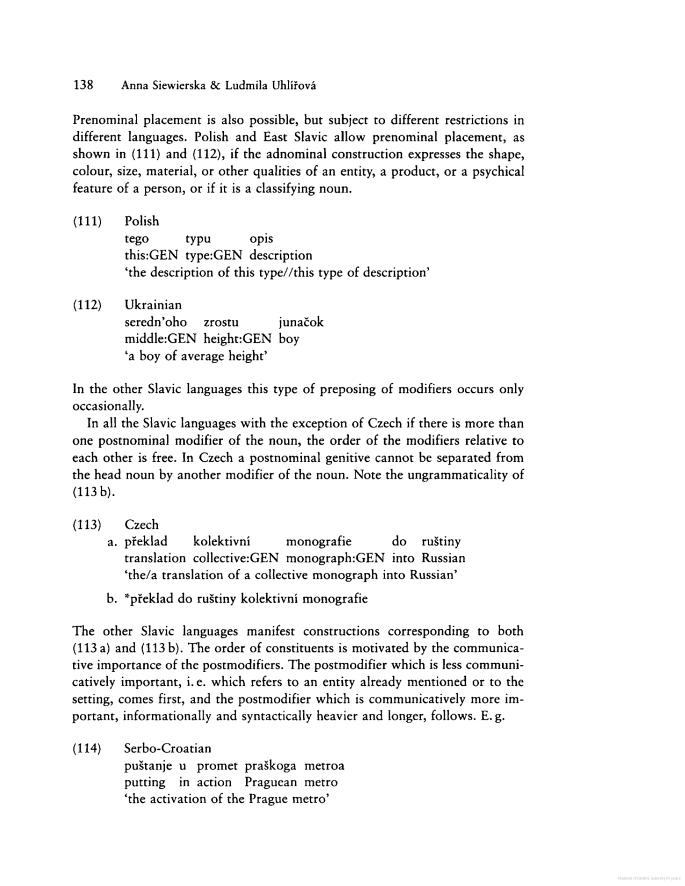 138 Anna Siewierska & Ludmila Uhlířová
Prenominal placement is also possible, but subject to different restrictions in
different languages. Polish and East Slavic allow prenominal placement, as
shown in (111) and (112), if the adnominal construction expresses the shape,
colour, size, material, or other qualities of an entity, a product, or a psychical
feature of a person, or if it is a classifying noun.
(111) Polish
tego typu opis
this:GEN type:GEN description
‘the description of this type//this type of description’
(112) Ukrainian
seredn’oho zrostu junačok
middle:GEN height:GEN boy
‘a boy of average height’
In the other Slavic languages this type of preposing of modifiers occurs only
occasionally.
In all the Slavic languages with the exception of Czech if there is more than
one postnominal modifier of the noun, the order of the modifiers relative to
each other is free. In Czech a postnominal genitive cannot be separated from
the head noun by another modifier of the noun. Note the ungrammaticality of
(113 b).
(113) Czech
a. překlad kolektivní monografie do ruštiny
translation collective:GEN monograph:GEN into Russian
‘the/a translation of a collective monograph into Russian’
b. *překlad do ruštiny kolektivní monografie
The other Slavic languages manifest constructions corresponding to both
(113 a) and (113 b). The order of constituents is motivated by the communica-
tive importance of the postmodifiers. The postmodifier which is less communi-
catively important, i. e. which refers to an entity already mentioned or to the
setting, comes first, and the postmodifier which is communicatively more im-
portant, informationally and syntactically heavier and longer, follows. E. g.
(114) Serbo-Croatian
puštanje u promet praškoga metroa
putting in action Praguean metro
‘the activation of the Prague metro’